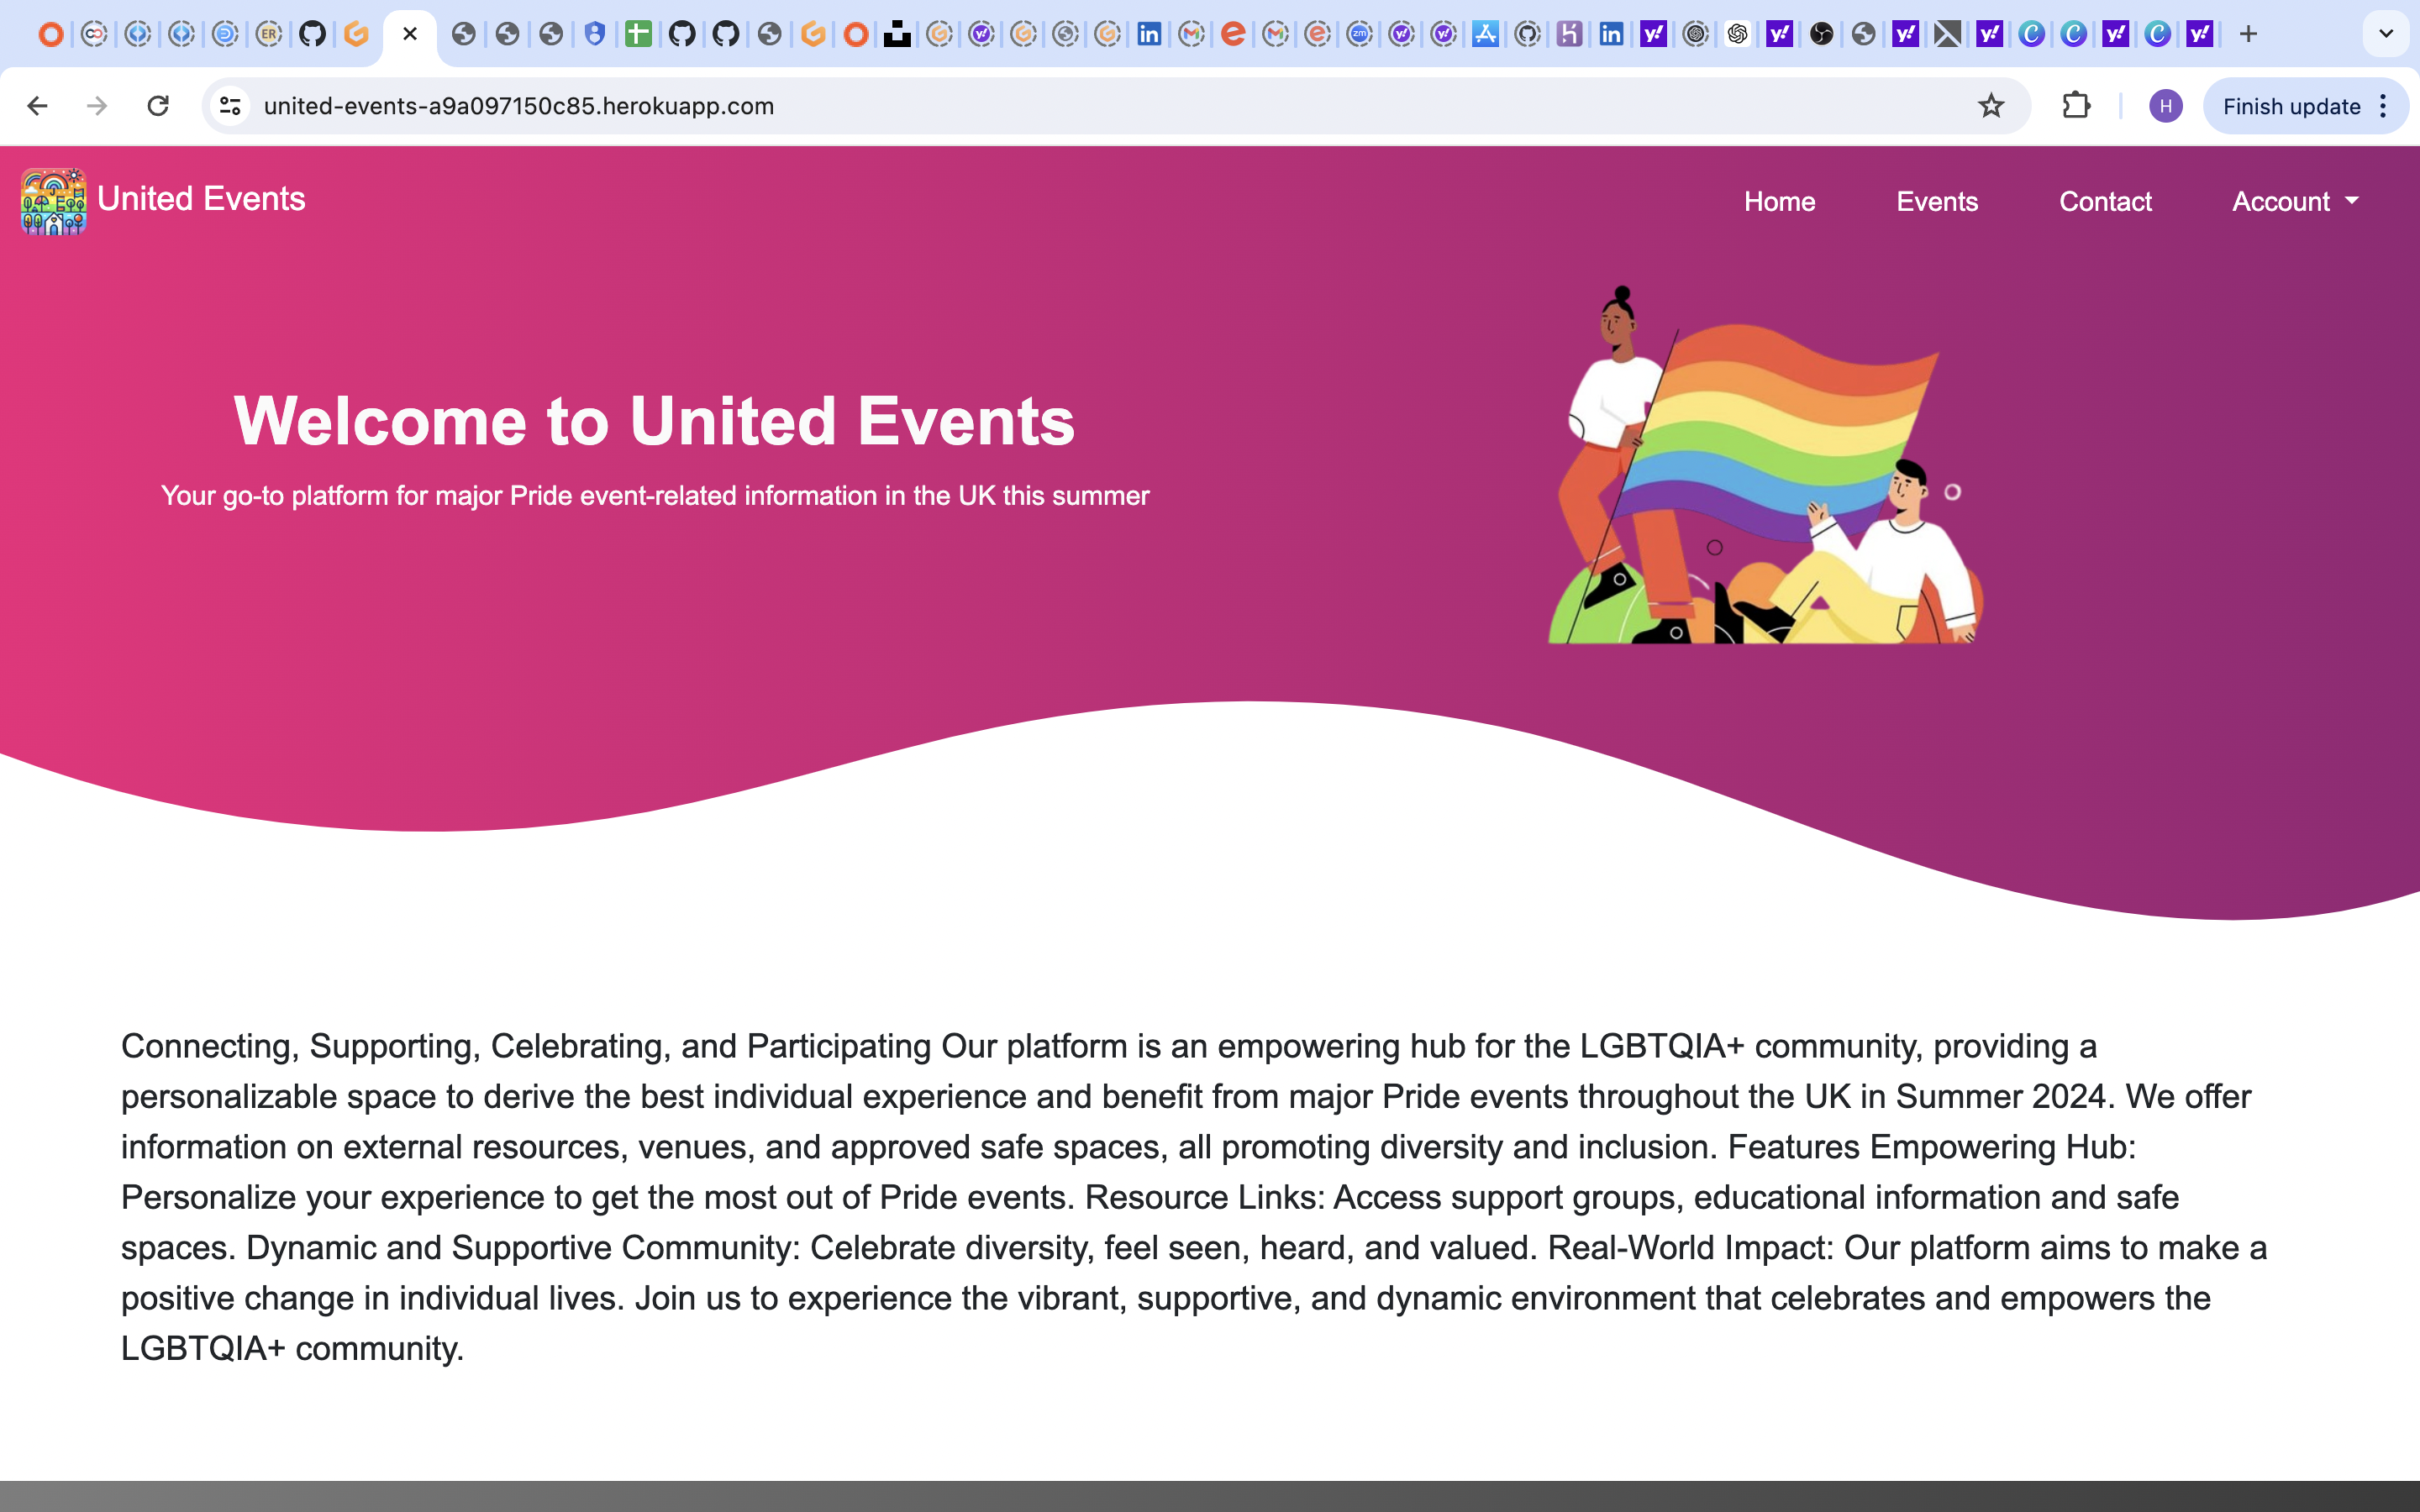 united-events-a9a097150c85.herokuapp.com
H
Finish update
United Events
Home
Events
Contact
Account
Welcome to United Events
Your go-to platform for major Pride event-related information in the UK this summer
Connecting, Supporting, Celebrating, and Participating Our platform is an empowering hub for the LGBTQIA+ community, providing a
personalizable space to derive the best individual experience and benefit from major Pride events throughout the UK in Summer 2024. We offer
information on external resources, venues, and approved safe spaces, all promoting diversity and inclusion. Features Empowering Hub:
Personalize your experience to get the most out of Pride events. Resource Links: Access support groups, educational information and safe
spaces. Dynamic and Supportive Community: Celebrate diversity, feel seen, heard, and valued. Real-World Impact: Our platform aims to make a
positive change in individual lives. Join us to experience the vibrant, supportive, and dynamic environment that celebrates and empowers the
LGBTQIA+ community.